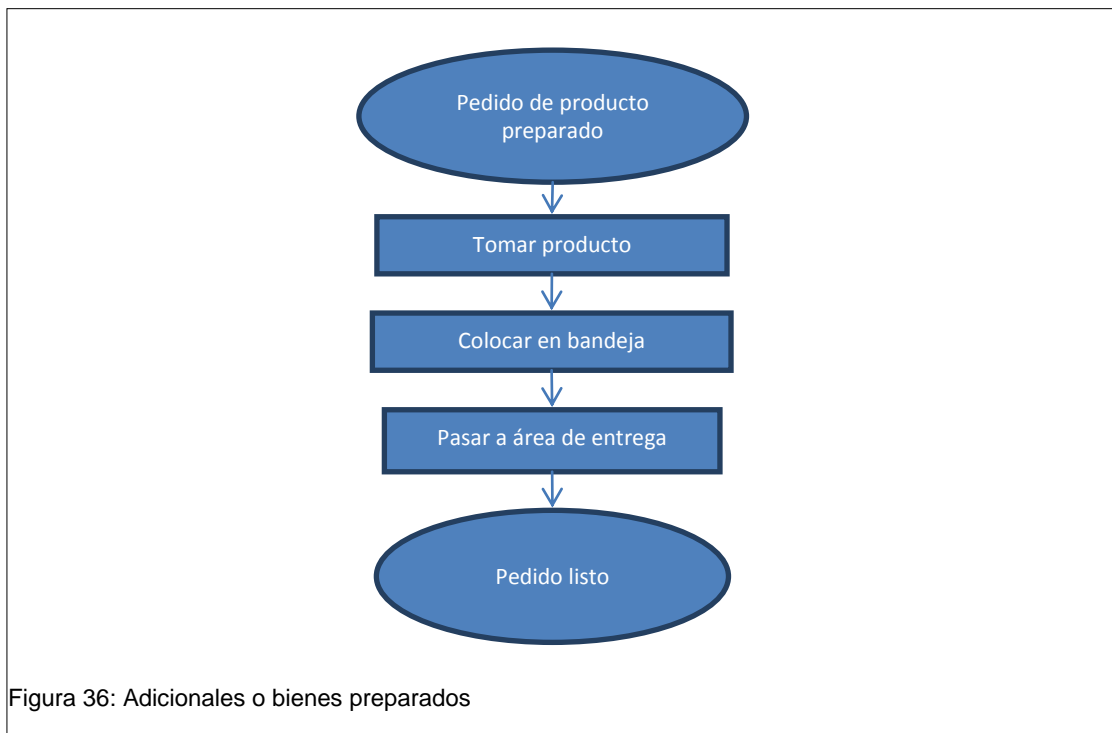 Pedido de producto
preparado
Tomar producto
Colocar en bandeja
Pasar a área de entrega
Pedido listo
Figura 36: Adicionales o bienes preparados